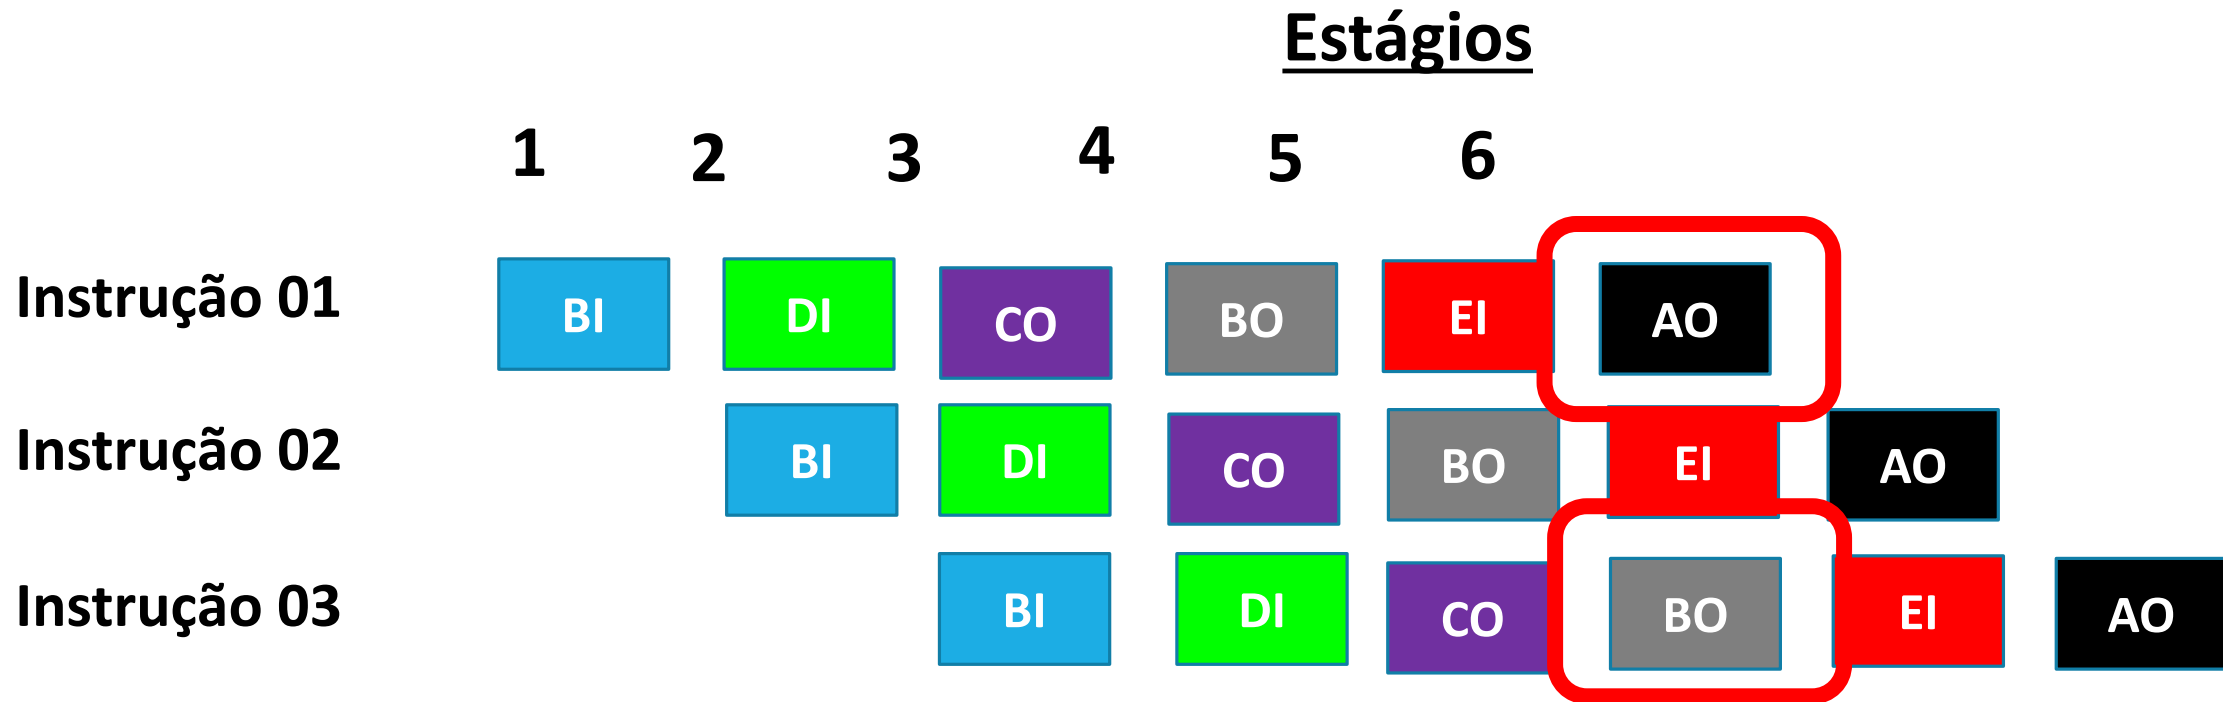 Estágios
1 2 3 4 5 6
Instrução 01 BI DI CO BO EI AO
Instrução 02 BI DI CO BO EI AO
Instrução 03 BI DI CO BO EI AO